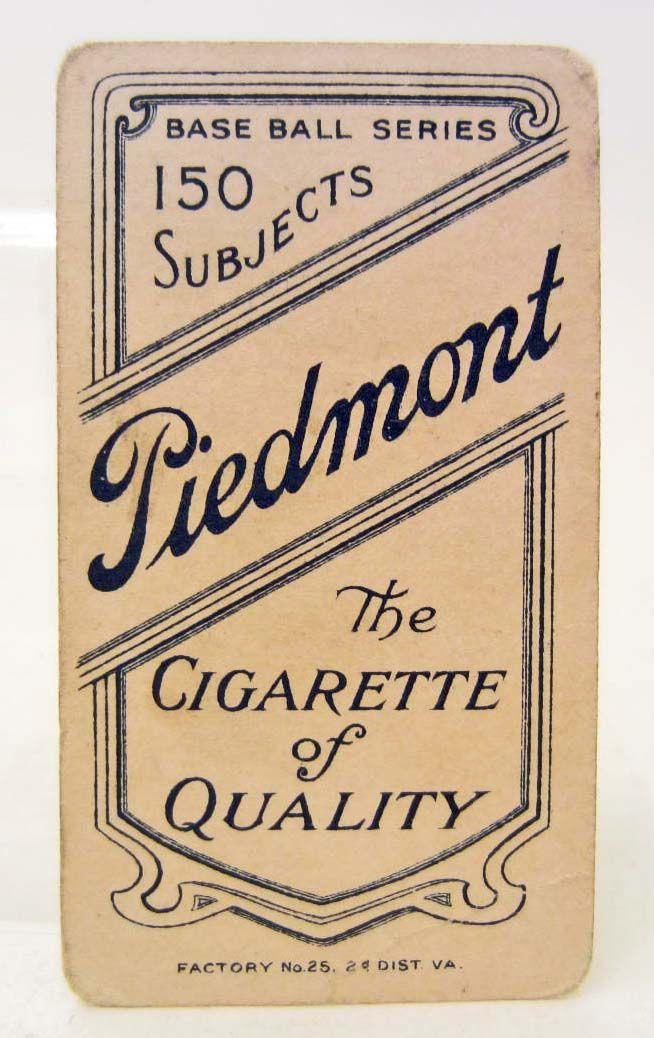 BASE BALL SERIES
150
SUBJECTS
Piedmont
The
CIGARETTE
of
QUALITY
FACTORY No.25, 2d DIST. VA.